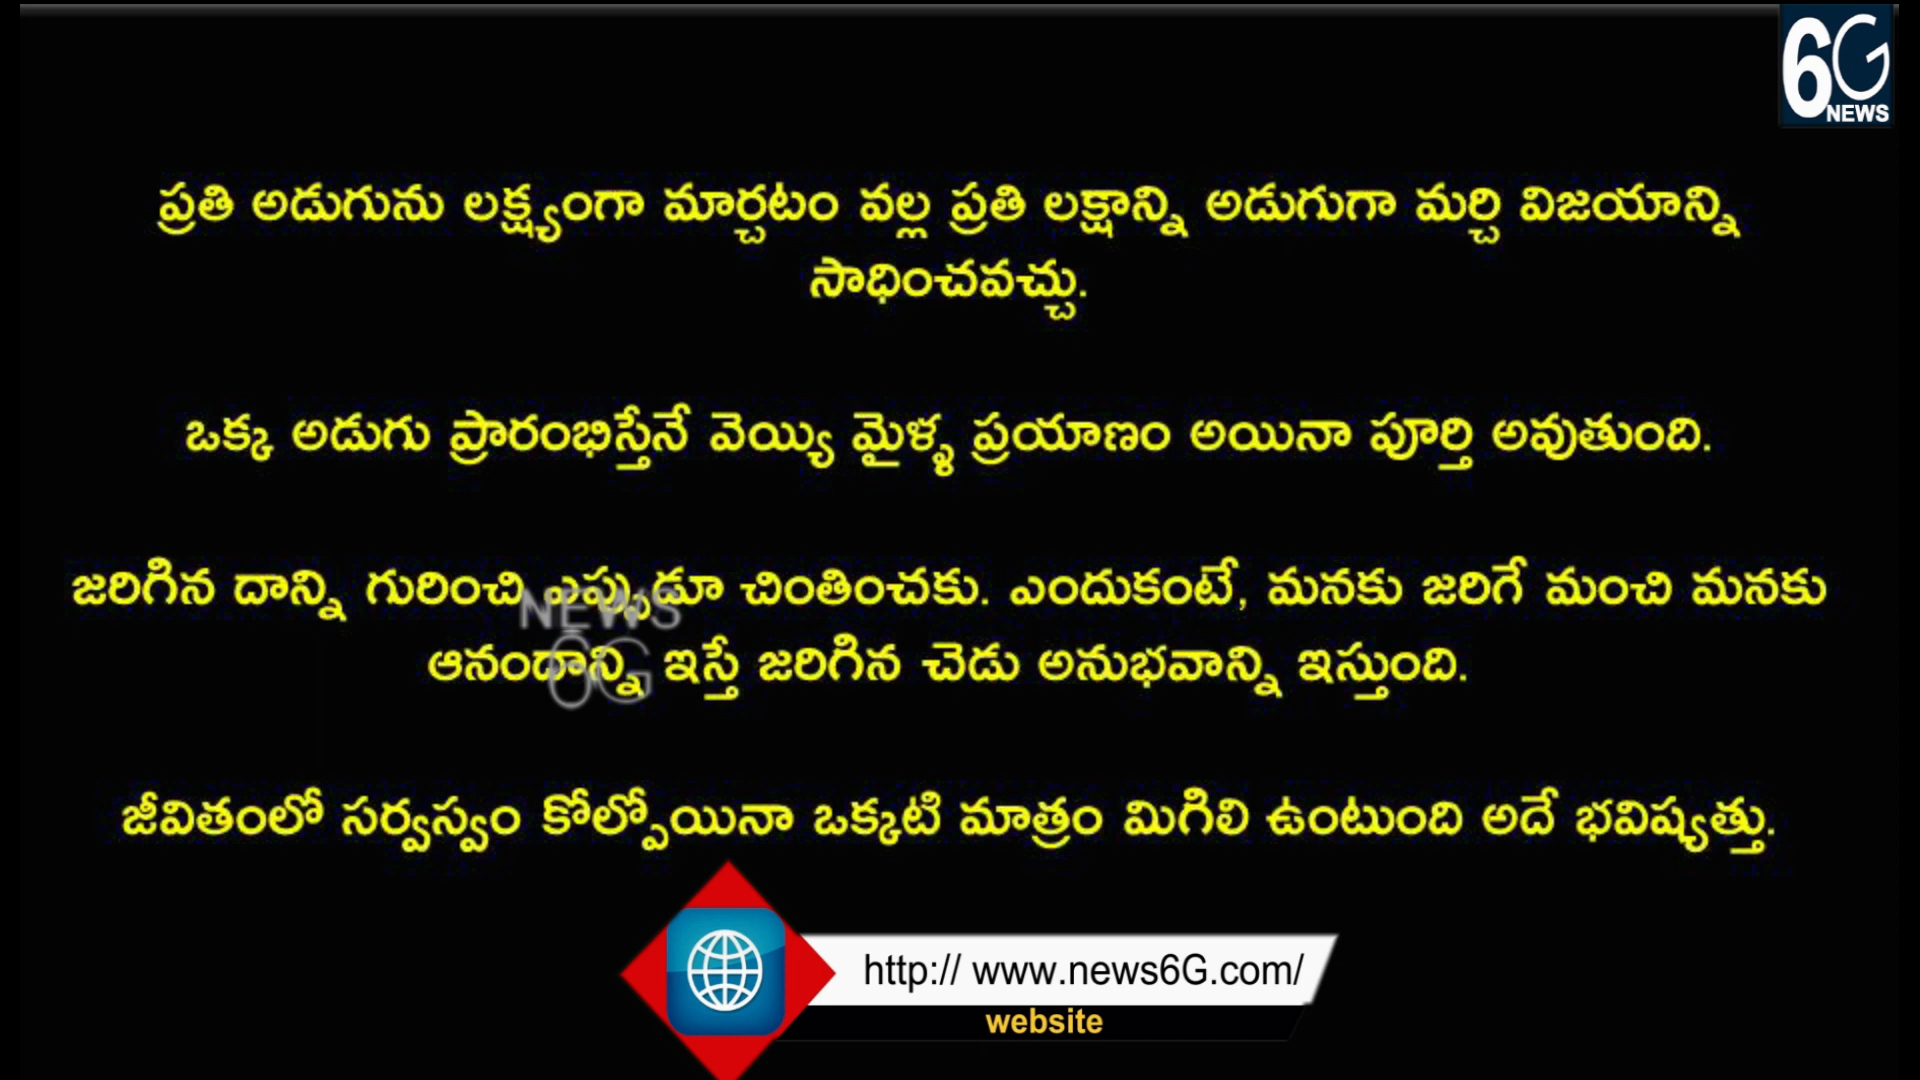 6G
NEWS
ప్రతి అడుగును లక్ష్యంగా మార్చటం వల్ల ప్రతి లక్షాన్ని అడుగుగా మర్చి విజయాన్ని
సాధించవచ్చు.
ఒక్క అడుగు ప్రారంభిస్తేనే వెయ్యి మైళ్ళ ప్రయాణం అయినా పూర్తి అవుతుంది.
జరిగిన దాన్ని గురించి ఎప్పుడూ చింతించకు. ఎందుకంటే, మనకు జరిగే మంచి మనకు
NEWS
ఆనందాన్ని ఇస్తే జరిగిన చెడు అనుభవాన్ని ఇస్తుంది.
6G
జీవితంలో సర్వస్వం కోల్పోయినా ఒక్కటి మాత్రం మిగిలి ఉంటుంది అదే భవిష్యత్తు.
http:// www.news6G.com/
website